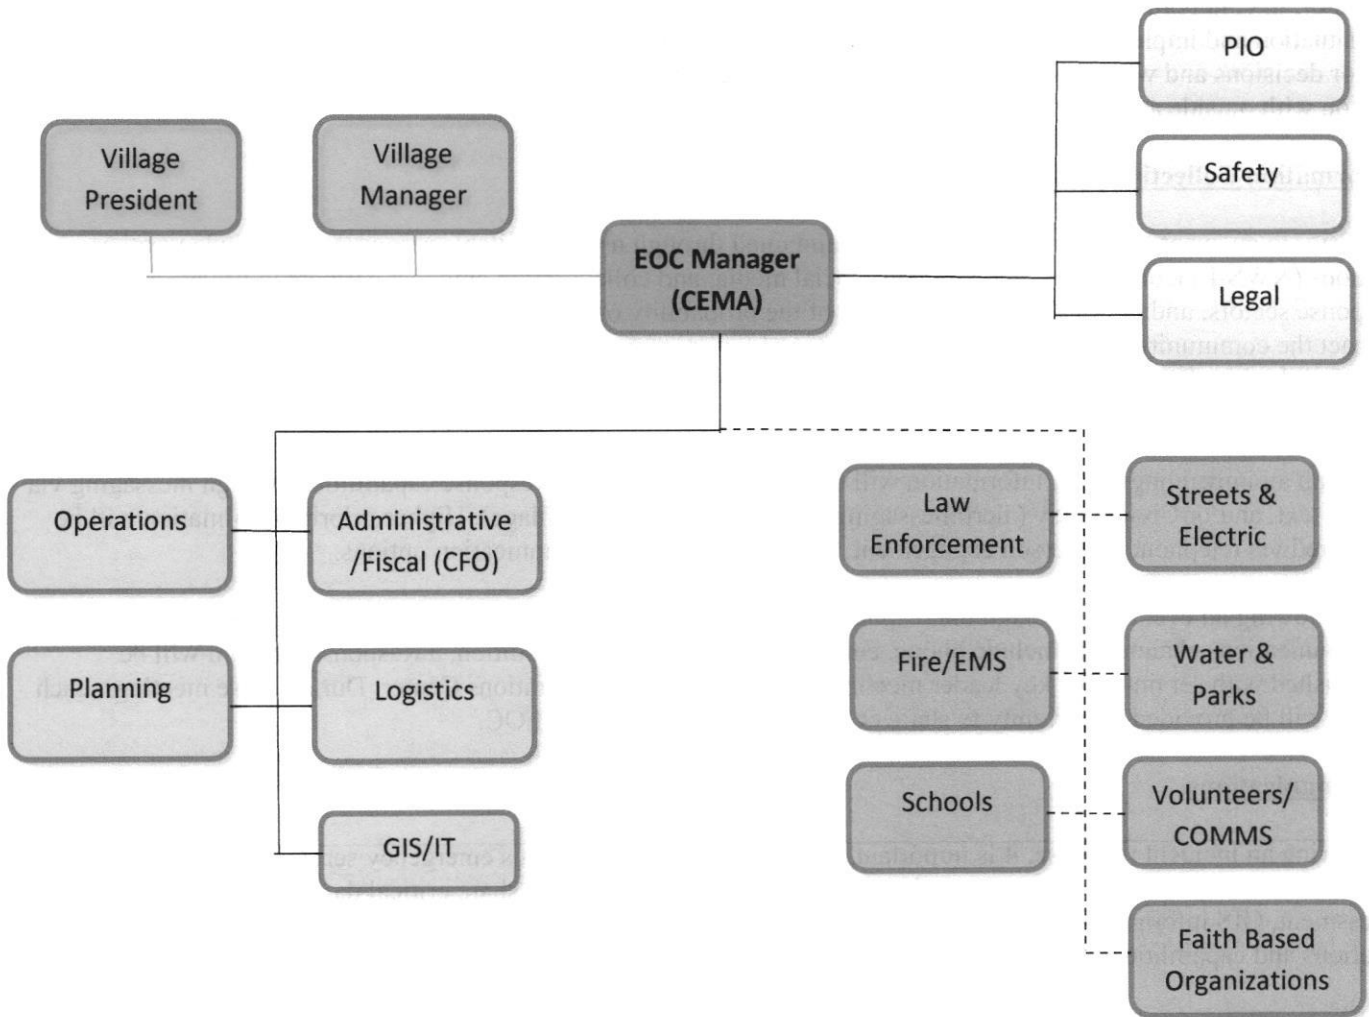 PIO
Village
President
Village
Manager
Safety
EOC Manager
(CEMA)
Legal
Operations
Administrative
/Fiscal (CFO)
Law
Enforcement
Streets &
Electric
Planning
Logistics
Fire/EMS
Water &
Parks
GIS/IT
Schools
Volunteers/
COMMS
Faith Based
Organizations